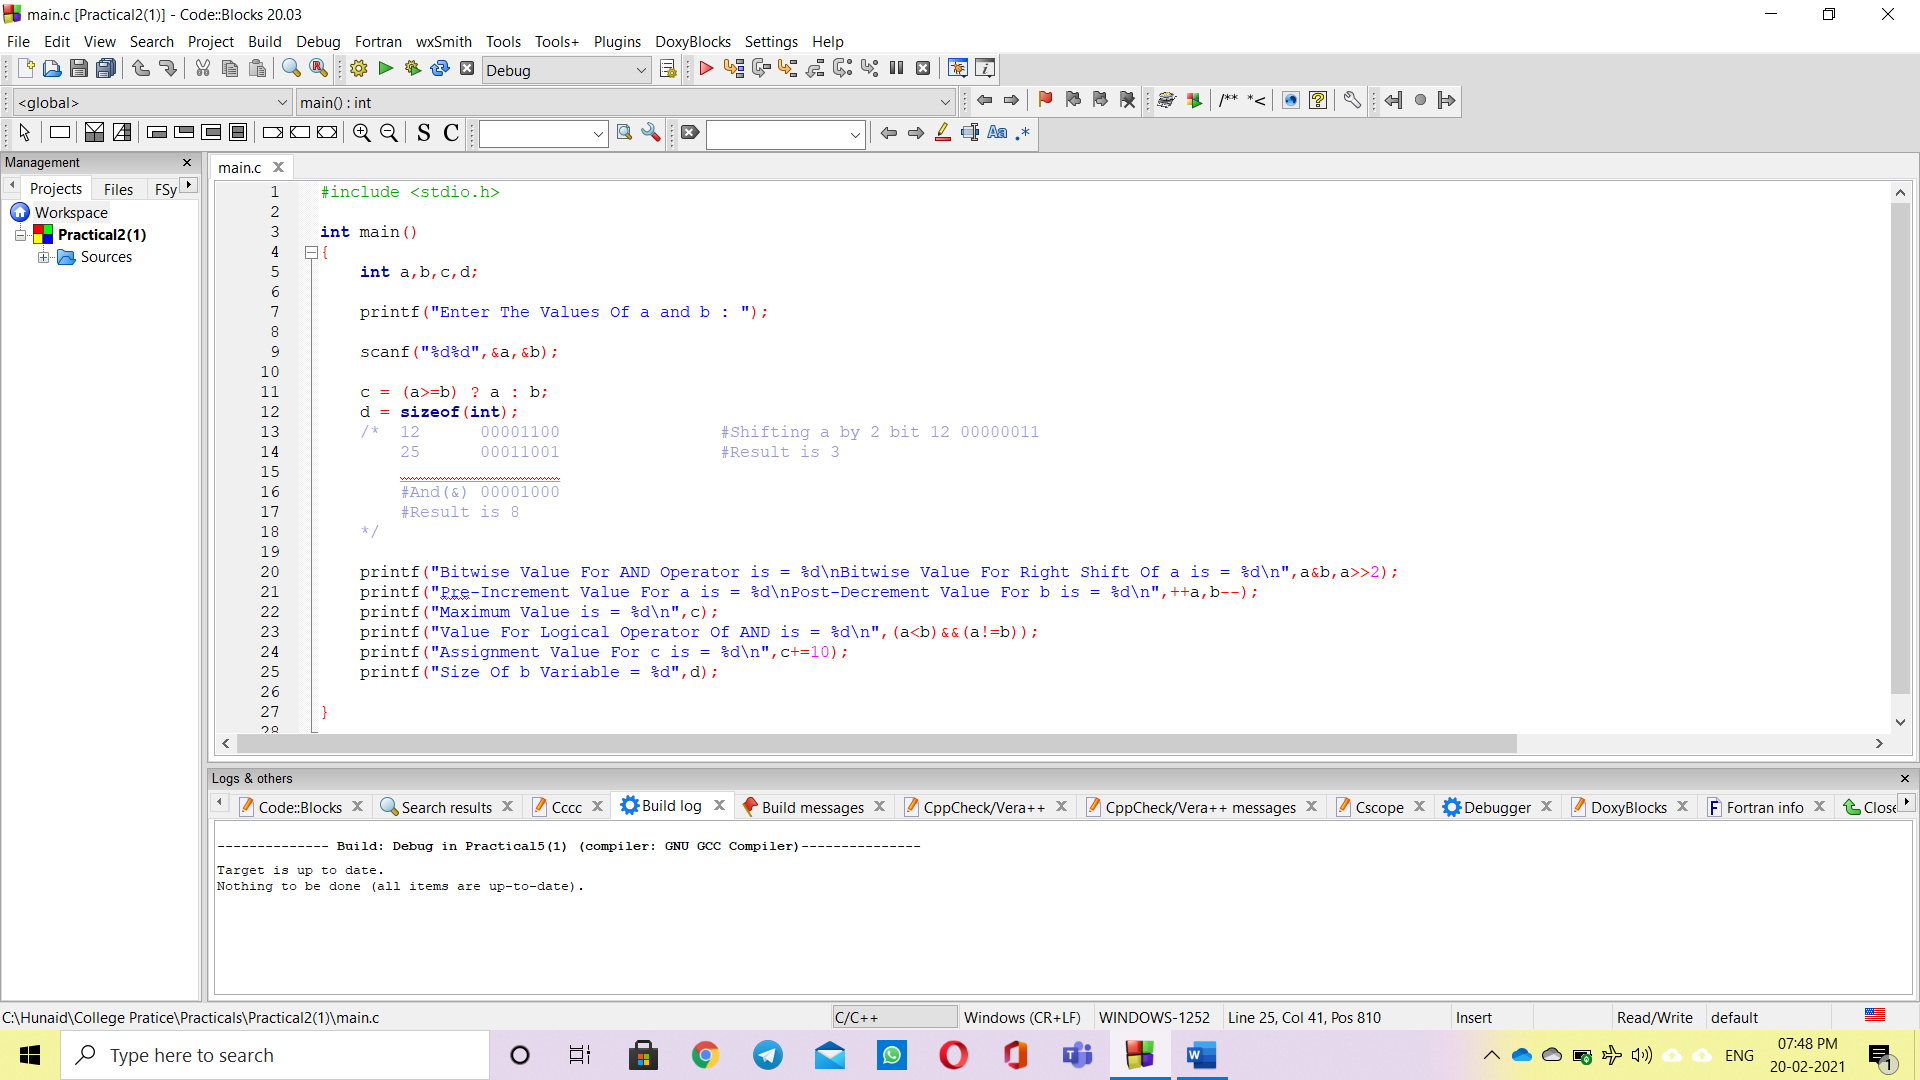 main.c [Practical2(1)] - Code::Blocks 20.03
File Edit View Search Project Build Debug Fortran wxSmith Tools Tools+ Plugins DoxyBlocks Settings Help
Debug
<global> main() : int
/** *<
S C Aa .*
Management
Projects Files FSy
Workspace
Practical2(1)
Sources
main.c
1 #include <stdio.h>
2
3 int main()
4 {
5 int a,b,c,d;
6
7 printf("Enter The Values Of a and b : ");
8
9 scanf("%d%d",&a,&b);
10
11 c = (a>=b) ? a : b;
12 d = sizeof(int);
13 /* 12 00001100 #Shifting a by 2 bit 12 00000011
14 25 00011001 #Result is 3
15
16 #And(&) 00001000
17 #Result is 8
18 */
19
20 printf("Bitwise Value For AND Operator is = %d\nBitwise Value For Right Shift Of a is = %d\n",a&b,a>>2);
21 printf("Pre-Increment Value For a is = %d\nPost-Decrement Value For b is = %d\n",++a,b--);
22 printf("Maximum Value is = %d\n",c);
23 printf("Value For Logical Operator Of AND is = %d\n",(a<b)&&(a!=b));
24 printf("Assignment Value For c is = %d\n",c+=10);
25 printf("Size Of b Variable = %d",d);
26
27 }
28
Logs & others
Code::Blocks Search results Cccc Build log Build messages CppCheck/Vera++ CppCheck/Vera++ messages Cscope Debugger DoxyBlocks Fortran info Close
-------------- Build: Debug in Practical5(1) (compiler: GNU GCC Compiler)---------------
Target is up to date.
Nothing to be done (all items are up-to-date).
C:\Hunaid\College Pratice\Practicals\Practical2(1)\main.c C/C++ Windows (CR+LF) WINDOWS-1252 Line 25, Col 41, Pos 810 Insert Read/Write default
Type here to search
ENG
07:48 PM
20-02-2021
1